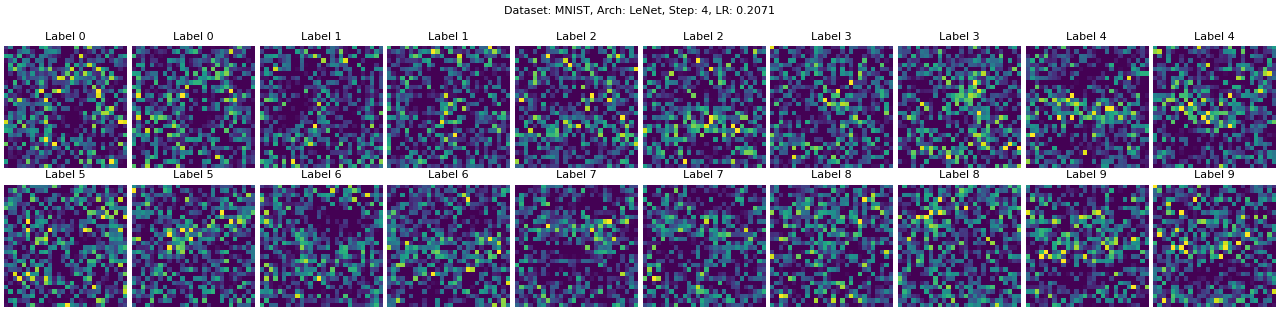 Dataset: MNIST, Arch: LeNet, Step: 4, LR: 0.2071
Label 0 Label 0 Label 1 Label 1 Label 2 Label 2 Label 3 Label 3 Label 4 Label 4
Label 5 Label 5 Label 6 Label 6 Label 7 Label 7 Label 8 Label 8 Label 9 Label 9